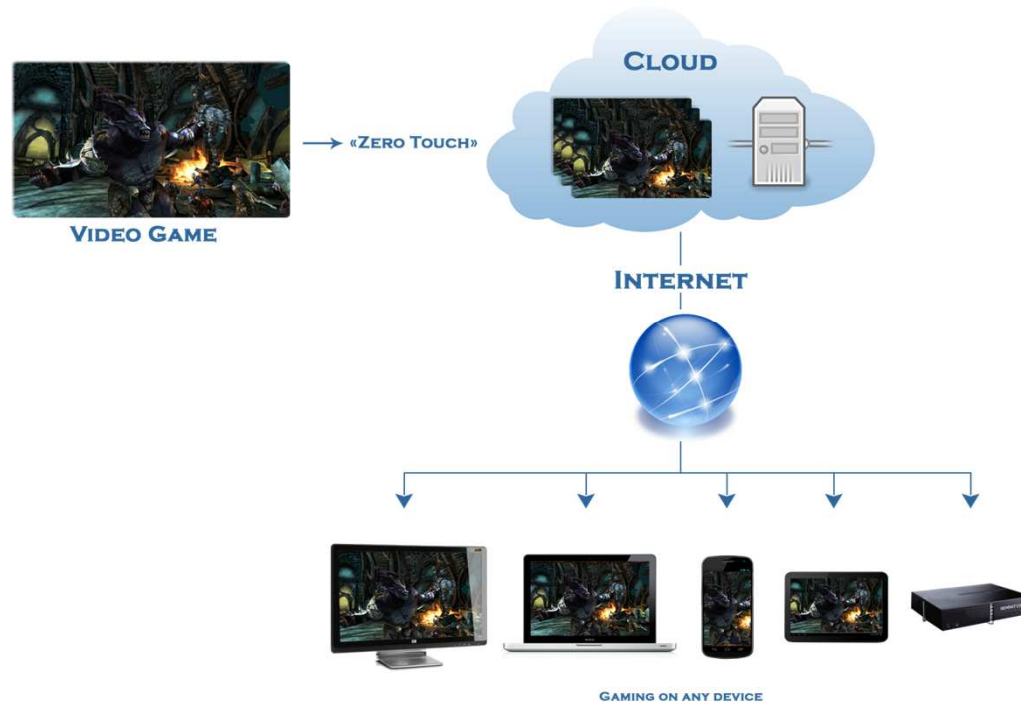 CLOUD
«ZERO TOUCH»
VIDEO GAME
INTERNET
GAMING ON ANY DEVICE